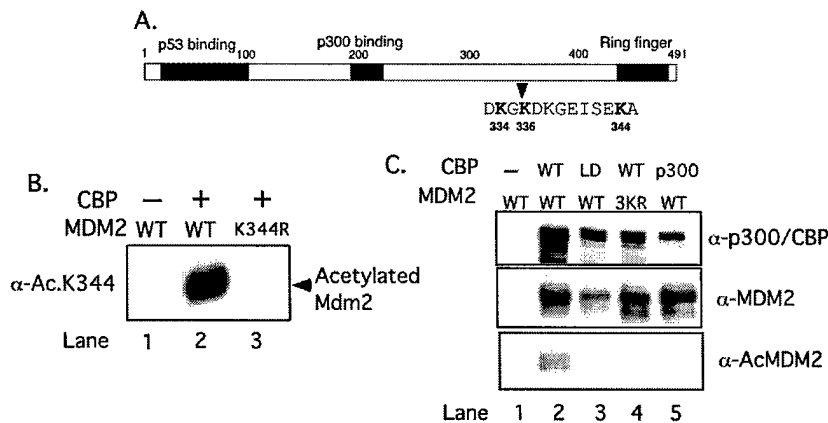 A.
p53 binding p300 binding Ring finger
1 100 200 300 400 491
DKGKDKGEISEKA
334 336 344
B.
CBP – + +
MDM2 WT WT K344R
α-Ac.K344
Acetylated
Mdm2
Lane 1 2 3
C.
CBP – WT LD WT p300
MDM2 WT WT WT 3KR WT
α-p300/CBP
α-MDM2
α-AcMDM2
Lane 1 2 3 4 5